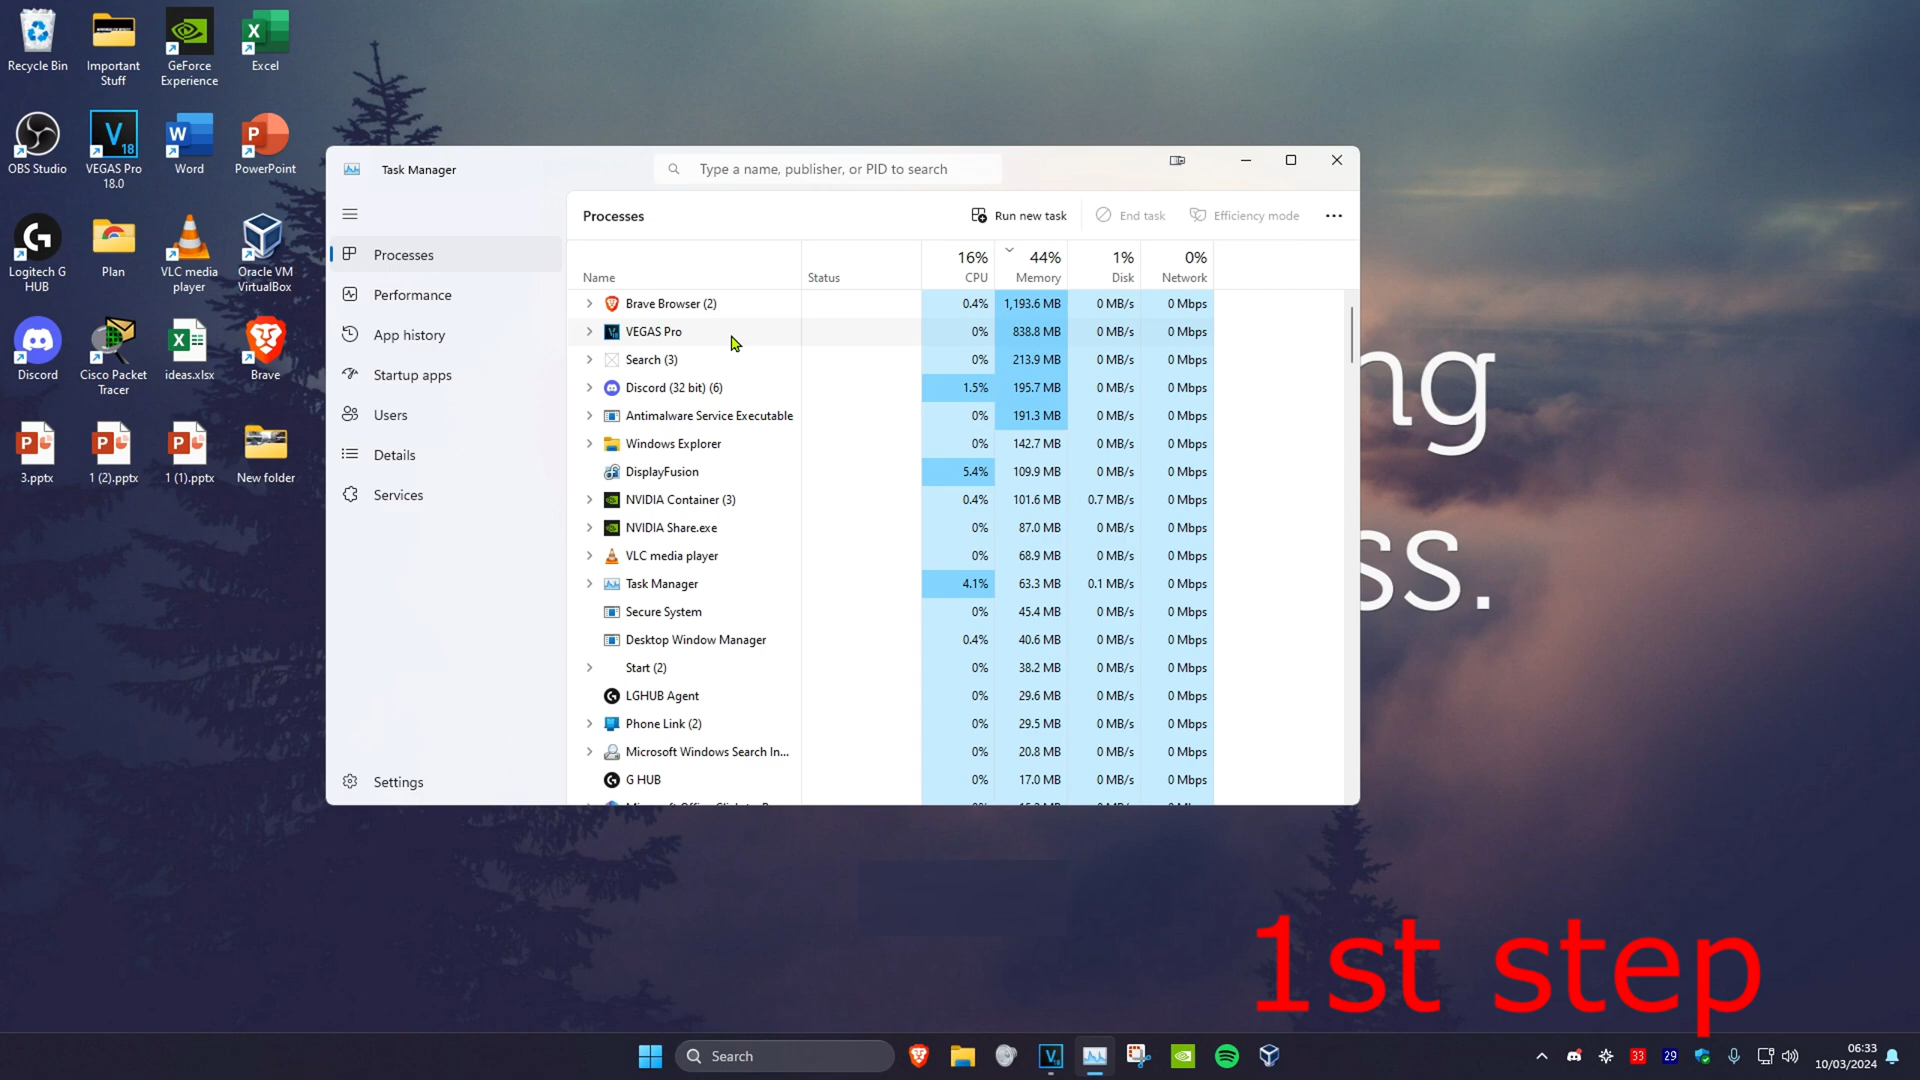 Recycle Bin
Important Stuff
GeForce Experience
Excel
OBS Studio
VEGAS Pro 18.0
Word
PowerPoint
Logitech G HUB
Plan
VLC media player
Oracle VM VirtualBox
Discord
Cisco Packet Tracer
ideas.xlsx
Brave
3.pptx
1 (2).pptx
1 (1).pptx
New folder
Task Manager
Type a name, publisher, or PID to search
Processes
Performance
App history
Startup apps
Users
Details
Services
Settings
Processes
Run new task
End task
Efficiency mode
16% 44% 1% 0%
Name Status CPU Memory Disk Network
Brave Browser (2) 0.4% 1,193.6 MB 0 MB/s 0 Mbps
VEGAS Pro 0% 838.8 MB 0 MB/s 0 Mbps
Search (3) 0% 213.9 MB 0 MB/s 0 Mbps
Discord (32 bit) (6) 1.5% 195.7 MB 0 MB/s 0 Mbps
Antimalware Service Executable 0% 191.3 MB 0 MB/s 0 Mbps
Windows Explorer 0% 142.7 MB 0 MB/s 0 Mbps
DisplayFusion 5.4% 109.9 MB 0 MB/s 0 Mbps
NVIDIA Container (3) 0.4% 101.6 MB 0.7 MB/s 0 Mbps
NVIDIA Share.exe 0% 87.0 MB 0 MB/s 0 Mbps
VLC media player 0% 68.9 MB 0 MB/s 0 Mbps
Task Manager 4.1% 63.3 MB 0.1 MB/s 0 Mbps
Secure System 0% 45.4 MB 0 MB/s 0 Mbps
Desktop Window Manager 0.4% 40.6 MB 0 MB/s 0 Mbps
Start (2) 0% 38.2 MB 0 MB/s 0 Mbps
LGHUB Agent 0% 29.6 MB 0 MB/s 0 Mbps
Phone Link (2) 0% 29.5 MB 0 MB/s 0 Mbps
Microsoft Windows Search In... 0% 20.8 MB 0 MB/s 0 Mbps
G HUB 0% 17.0 MB 0 MB/s 0 Mbps
ng
ss.
1st step
Search
33
29
06:33
10/03/2024